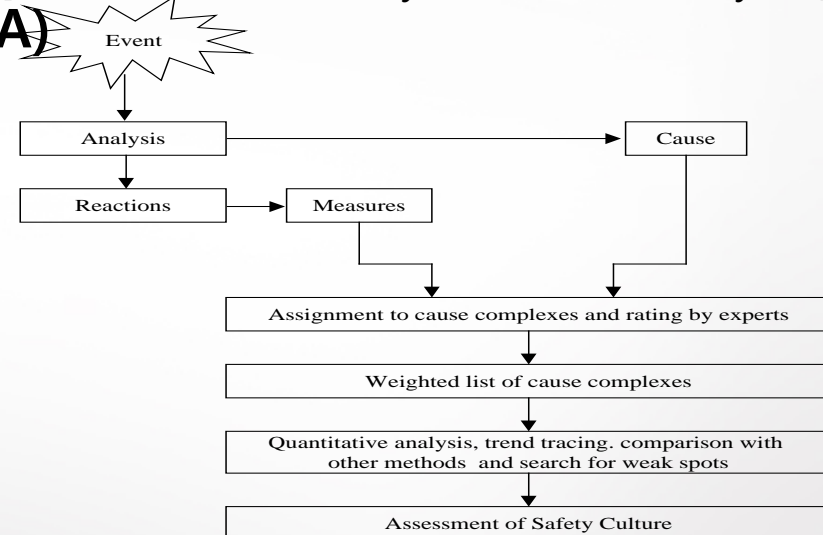 A)
Event
Analysis
Cause
Reactions
Measures
Assignment to cause complexes and rating by experts
Weighted list of cause complexes
Quantitative analysis, trend tracing. comparison with
other methods and search for weak spots
Assessment of Safety Culture